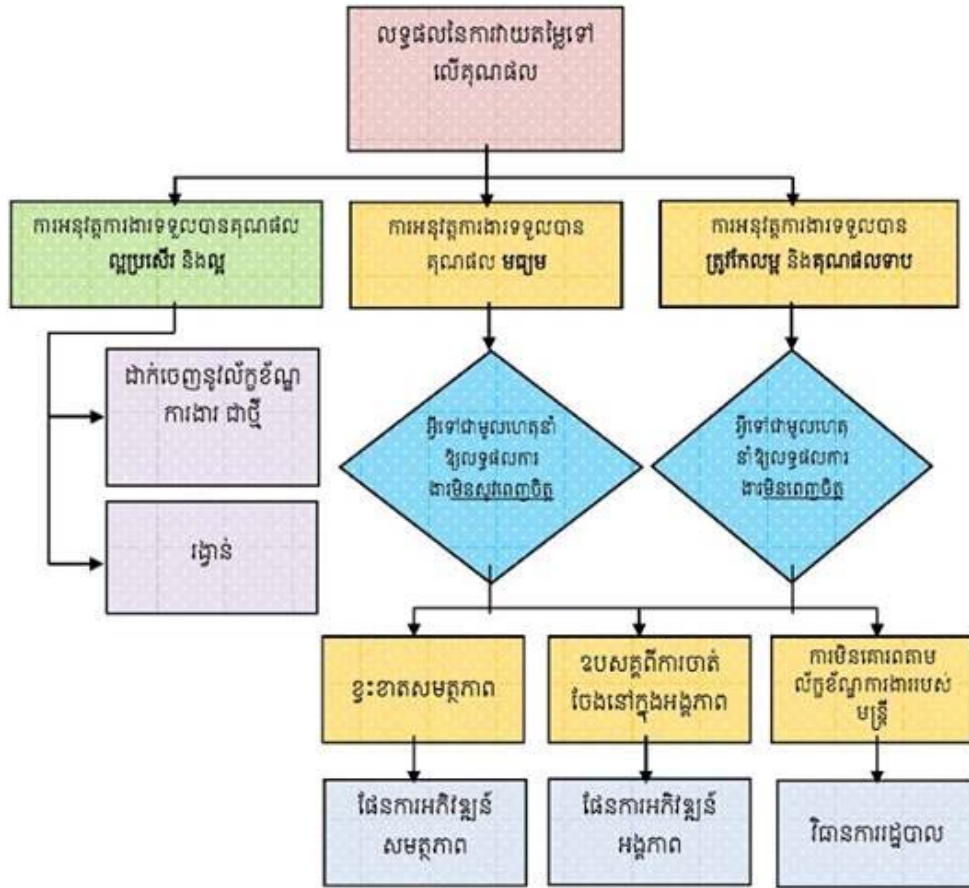 លទ្ធផលនៃការវាយតម្លៃទៅ
លើគុណផល
ការអនុវត្តការងារទទួលបានគុណផល
ល្អប្រសើរ និងល្អ
ការអនុវត្តការងារទទួលបាន
គុណផល មធ្យម
ការអនុវត្តការងារទទួលបាន
ត្រូវកែលម្អ និងគុណផលទាប
ដាក់ចេញនូវល័ក្ខខ័ណ្ឌ
ការងារ ជាថ្មី
រង្វាន់
អ្វីទៅជាមូលហេតុនាំ
ឱ្យលទ្ធផលការ
ងារមិនសូវពេញចិត្ត
អ្វីទៅជាមូលហេតុ
នាំឱ្យលទ្ធផលការ
ងារមិនពេញចិត្ត
ខ្វះខាតសមត្ថភាព
ឧបសគ្គពីការចាត់
ចែងនៅក្នុងអង្គភាព
ការមិនគោរពតាម
ល័ក្ខខ័ណ្ឌការងាររបស់
មន្ត្រី
ផែនការអភិវឌ្ឍន៍
សមត្ថភាព
ផែនការអភិវឌ្ឍន៍
អង្គភាព
វិធានការរដ្ឋបាល